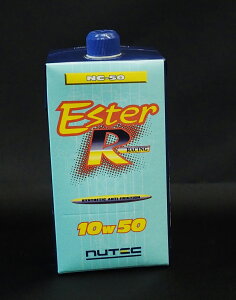 NC-50
Ester
R
RACING
SYNTHETIC ANTI FRICTION
10W50
NUTEC